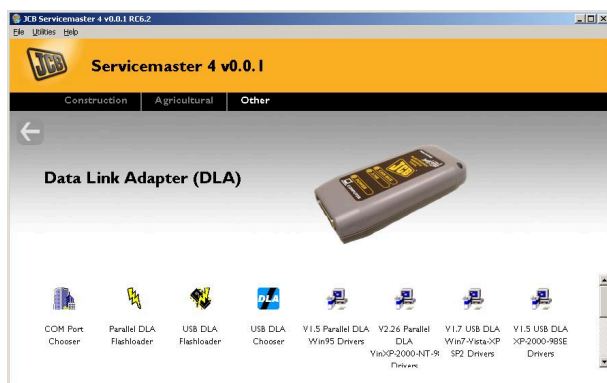 JCB Servicemaster 4 v0.0.1 RC6.2
File Utilities Help
JCB
Servicemaster 4 v0.0.1
Construction Agricultural Other
Data Link Adapter (DLA)
JCB
DLA
COM Port Parallel DLA USB DLA USB DLA V1.5 Parallel DLA V2.26 Parallel V1.7 USB DLA V1.5 USB DLA
Chooser Flashloader Flashloader Chooser Win95 Drivers DLA Win7-Vista-XP XP-2000-98SE
VinXP-2000-NT-9 SP2 Drivers Drivers
Drivers